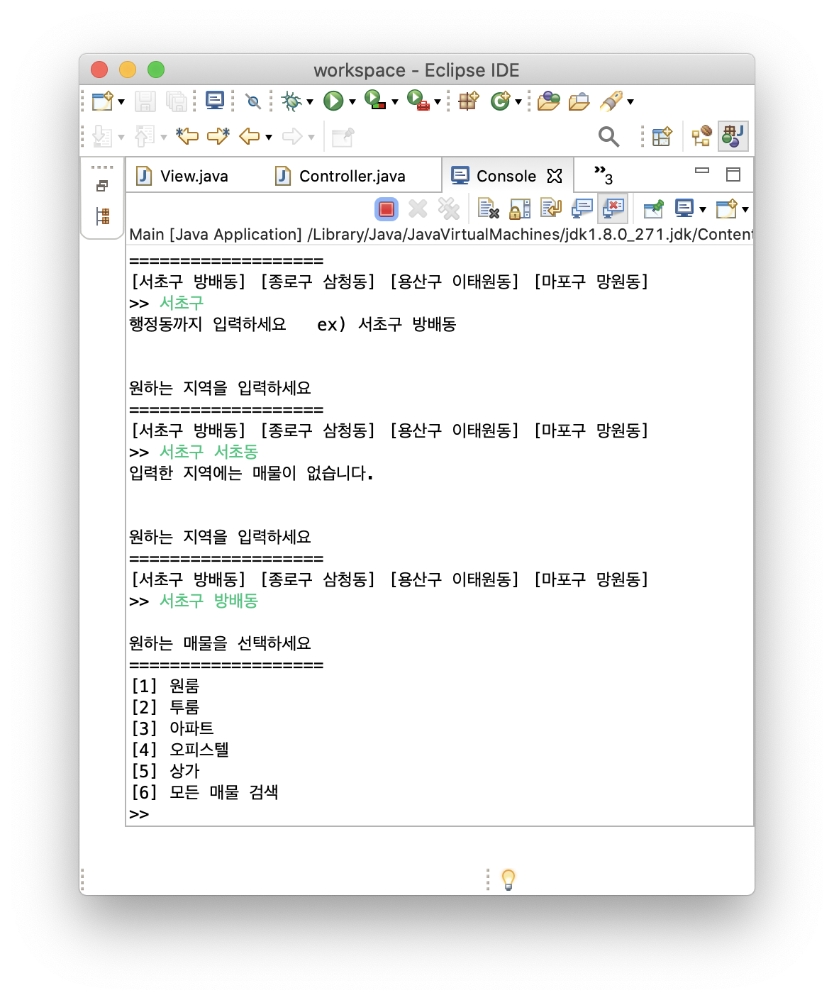 workspace - Eclipse IDE
View.java Controller.java Console »3
Main [Java Application] /Library/Java/JavaVirtualMachines/jdk1.8.0_271.jdk/Content
===================
[서초구 방배동] [종로구 삼청동] [용산구 이태원동] [마포구 망원동]
>> 서초구
행정동까지 입력하세요   ex) 서초구 방배동
원하는 지역을 입력하세요
===================
[서초구 방배동] [종로구 삼청동] [용산구 이태원동] [마포구 망원동]
>> 서초구 서초동
입력한 지역에는 매물이 없습니다.
원하는 지역을 입력하세요
===================
[서초구 방배동] [종로구 삼청동] [용산구 이태원동] [마포구 망원동]
>> 서초구 방배동
원하는 매물을 선택하세요
===================
[1] 원룸
[2] 투룸
[3] 아파트
[4] 오피스텔
[5] 상가
[6] 모든 매물 검색
>>